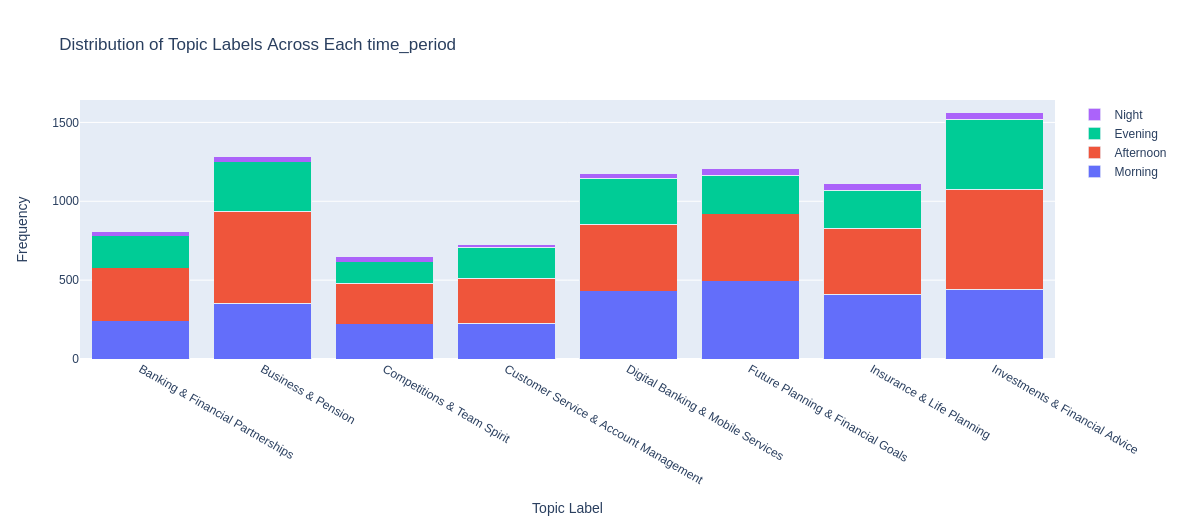 Distribution of Topic Labels Across Each time_period
Night
Evening
Afternoon
Morning
Frequency
1500
1000
500
0
Banking & Financial Partnerships
Business & Pension
Competitions & Team Spirit
Customer Service & Account Management
Digital Banking & Mobile Services
Future Planning & Financial Goals
Insurance & Life Planning
Investments & Financial Advice
Topic Label